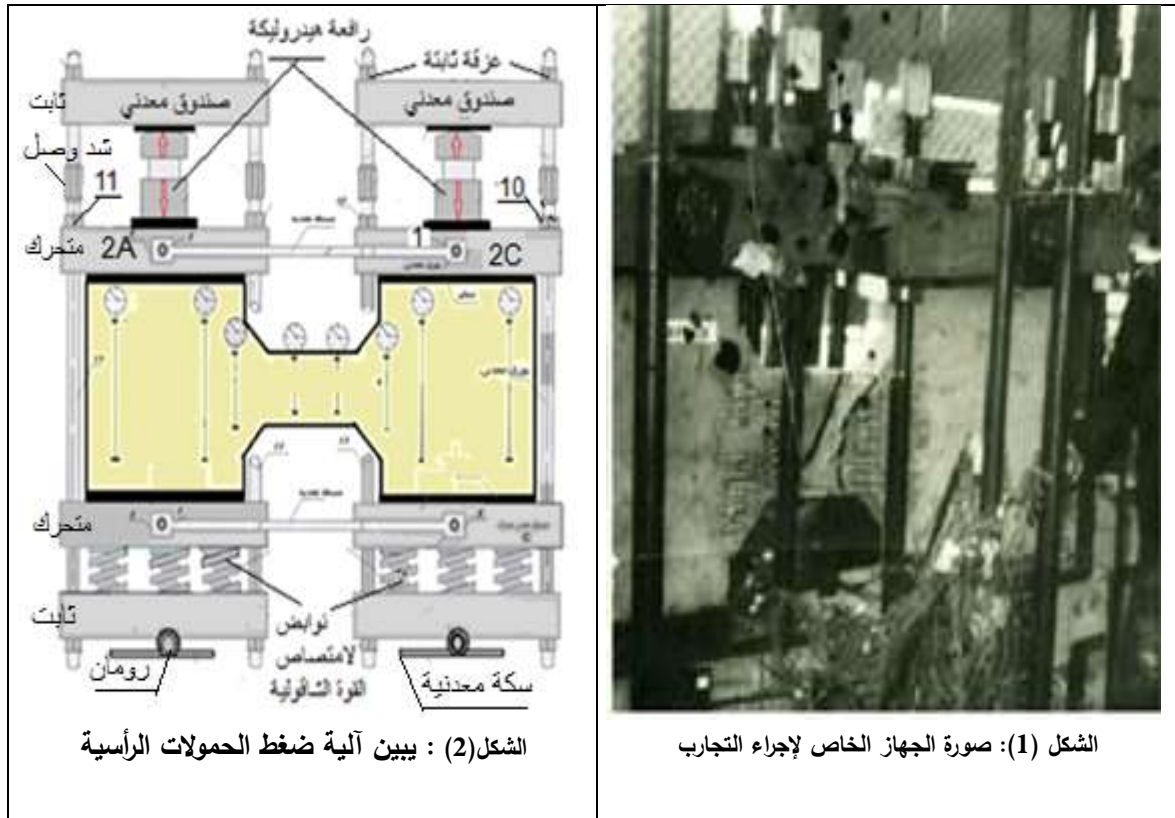 رافعة هيدروليكة
عزقة ثابتة
ثابت
صندوق معدني
صندوق معدني
شد وصل
11
10
متحرك
2A
1
2C
متحرك
ثابت
نوابض
لامتصاص
القوة الشاقولية
رومان
سكة معدنية
الشكل(2) : يبين آلية ضغط الحمولات الرأسية
الشكل (1): صورة الجهاز الخاص لإجراء التجارب